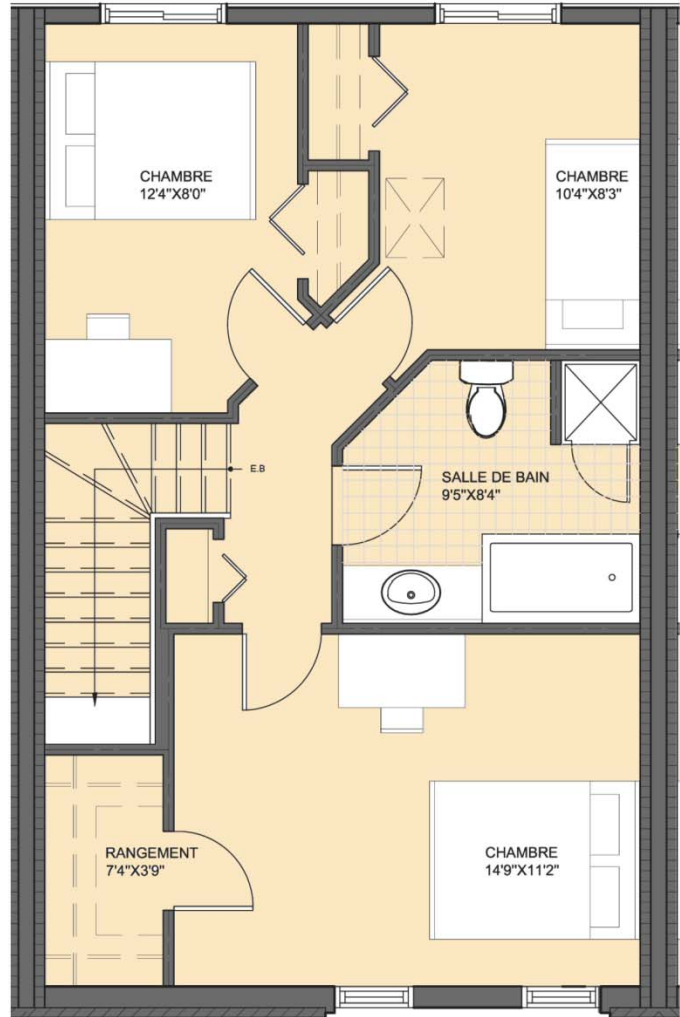 CHAMBRE
12'4"X8'0"
CHAMBRE
10'4"X8'3"
E.B
SALLE DE BAIN
9'5"X8'4"
RANGEMENT
7'4"X3'9"
CHAMBRE
14'9"X11'2"